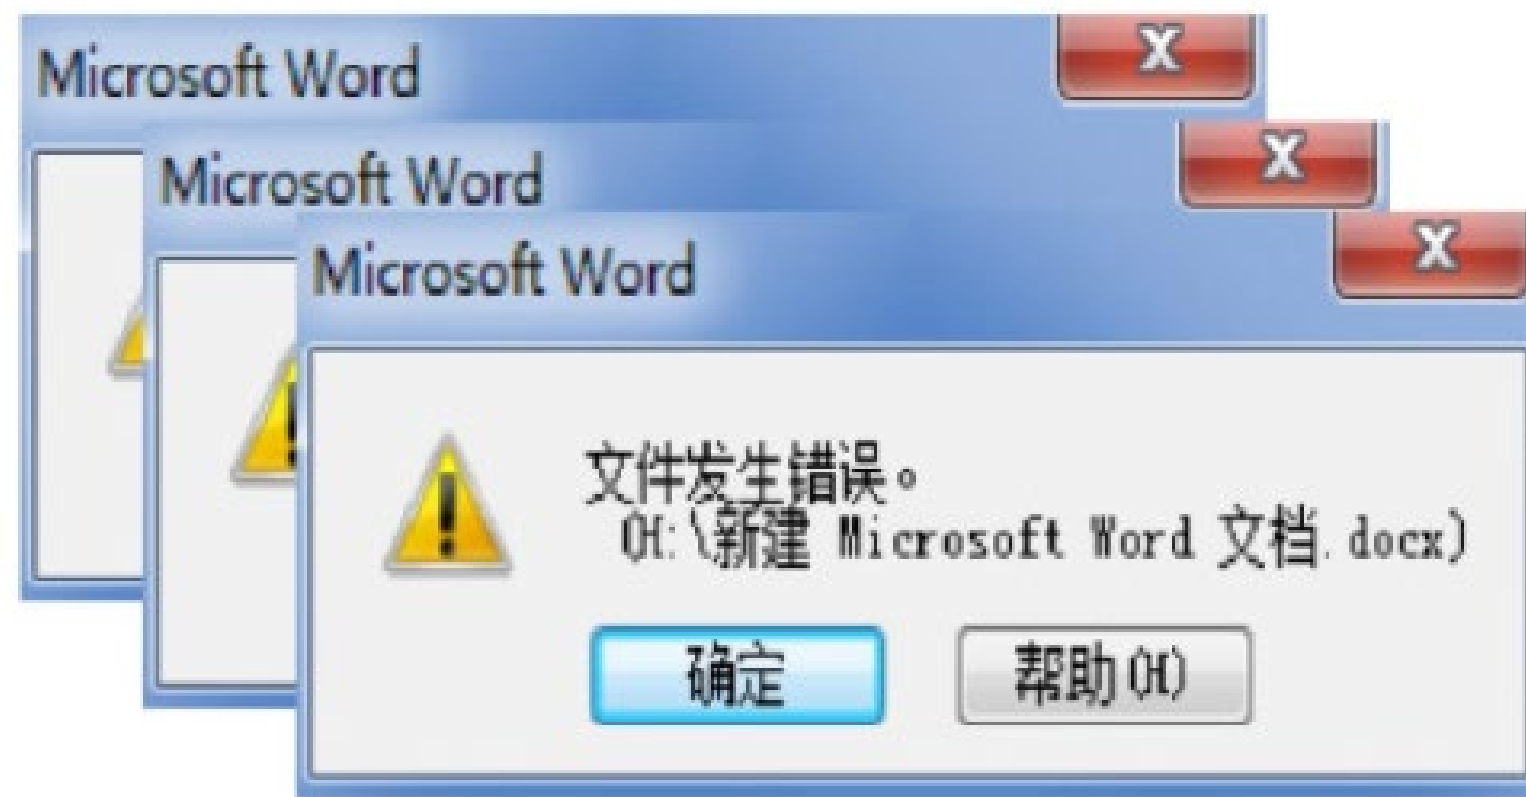 Microsoft Word
X
Microsoft Word
X
Microsoft Word
X
文件发生错误。
(H:\新建 Microsoft Word 文档.docx)
确定
帮助(H)